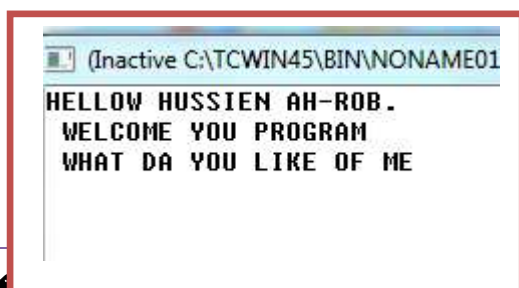 (Inactive C:\TCWIN45\BIN\NONAME01
HELLOW HUSSIEN AH-ROB.
WELCOME YOU PROGRAM
WHAT DA YOU LIKE OF ME